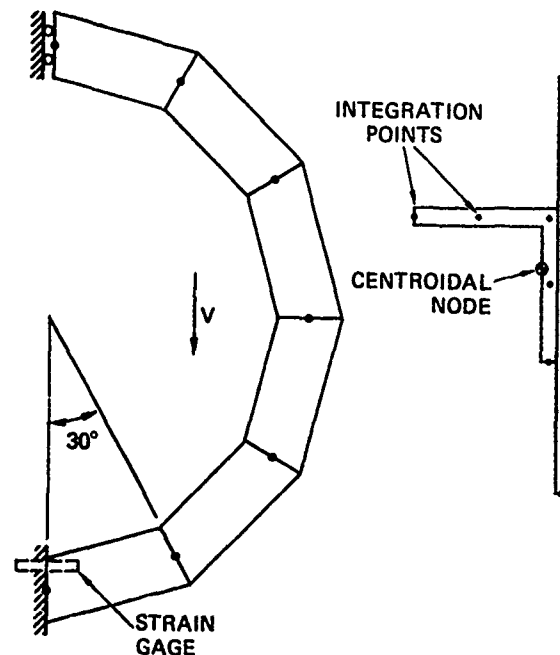 INTEGRATION
POINTS
CENTROIDAL
NODE
V
30°
STRAIN
GAGE